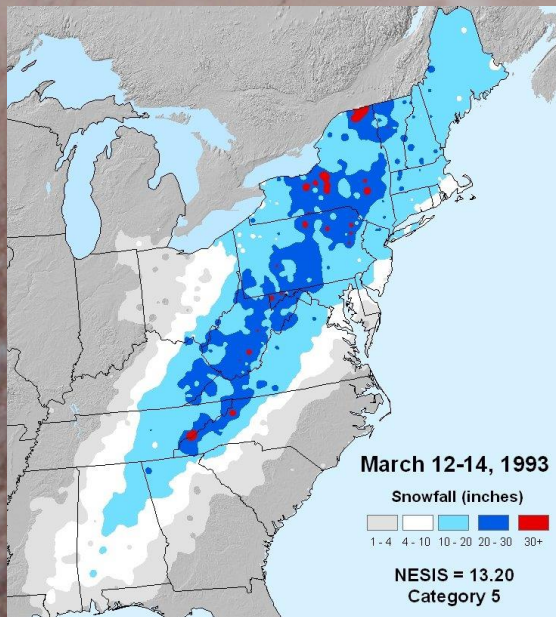 March 12-14, 1993
Snowfall (inches)
1 - 4 4 - 10 10 - 20 20 - 30 30+
NESIS = 13.20
Category 5